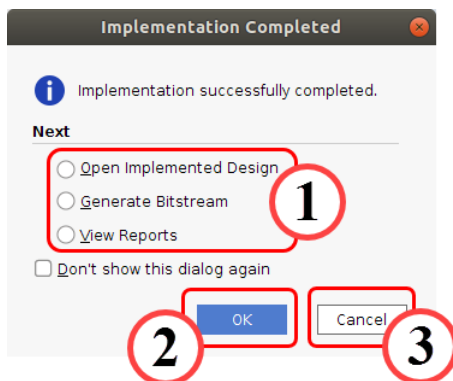 Implementation Completed
Implementation successfully completed.
Next
Open Implemented Design
Generate Bitstream
View Reports
1
Don't show this dialog again
OK
Cancel
2
3